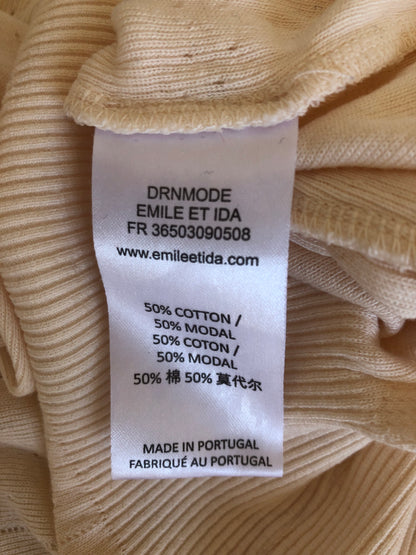 DRNMODE
EMILE ET IDA
FR 36503090508
www.emileetida.com
50% COTTON /
50% MODAL
50% COTON /
50% MODAL
50% 棉 50% 莫代尔
MADE IN PORTUGAL
FABRIQUÉ AU PORTUGAL